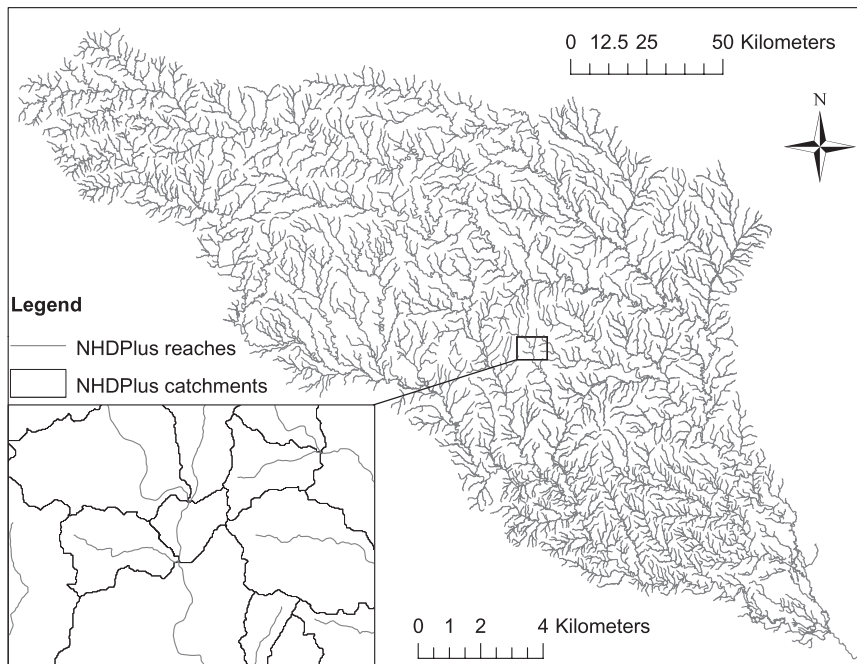 0 12.5 25 50 Kilometers
N
Legend
NHDPlus reaches
NHDPlus catchments
0 1 2 4 Kilometers